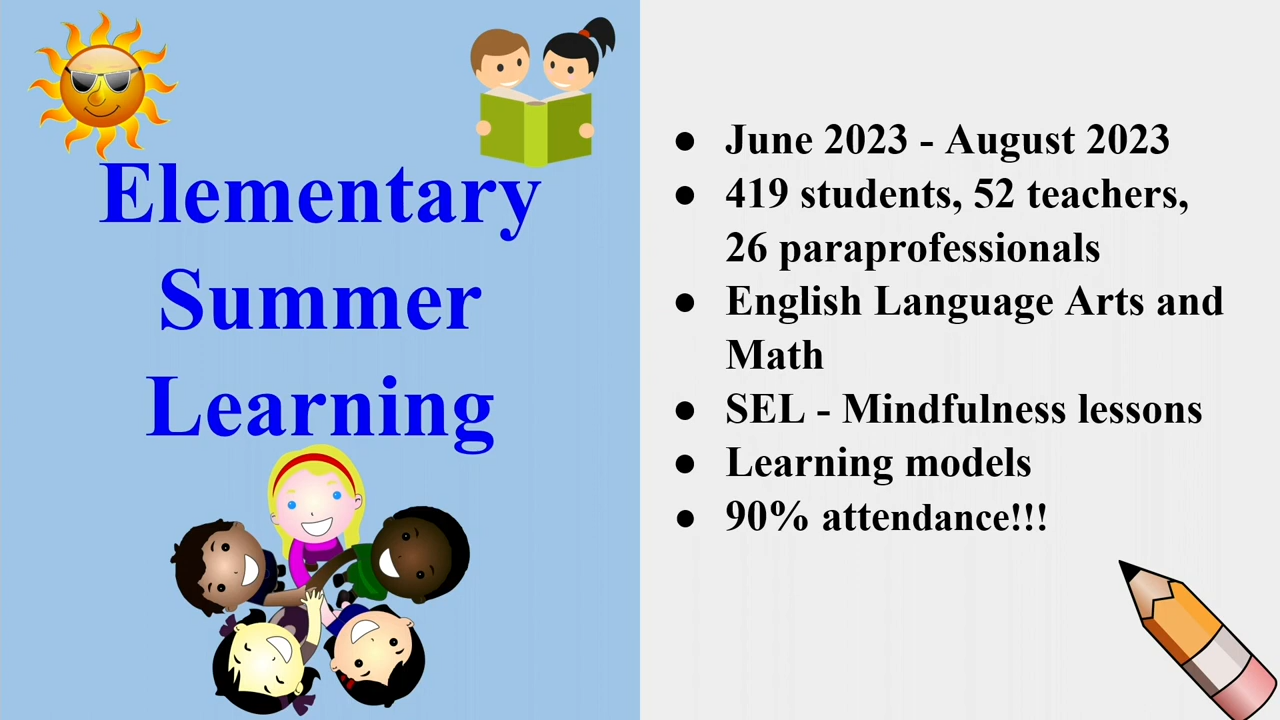 Elementary
Summer
Learning
● June 2023 - August 2023
● 419 students, 52 teachers,
26 paraprofessionals
● English Language Arts and
Math
● SEL - Mindfulness lessons
● Learning models
● 90% attendance!!!